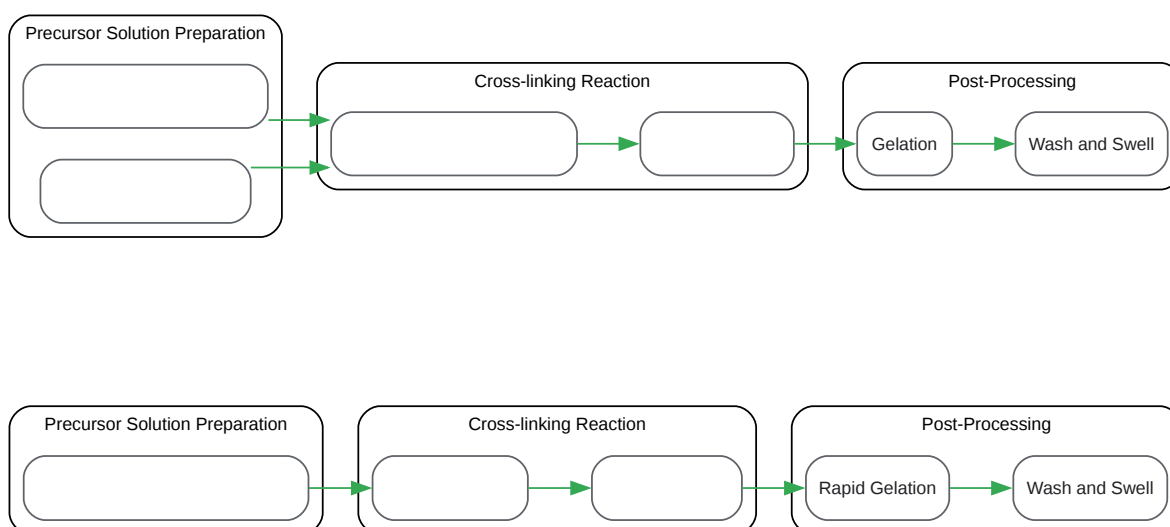 Precursor Solution Preparation
Cross-linking Reaction
Post-Processing
Gelation
Wash and Swell
Precursor Solution Preparation
Cross-linking Reaction
Post-Processing
Rapid Gelation
Wash and Swell